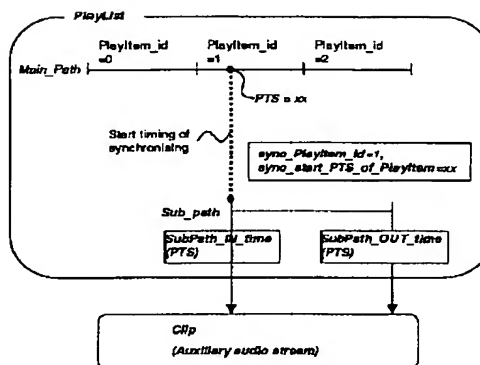 PlayList
PlayItem_id
=0
PlayItem_id
=1
PlayItem_id
=2
Main_Path
PTS = xx
Start timing of
synchronising
sync_PlayItem_id=1,
sync_start_PTS_of_PlayItem=xx
Sub_path
SubPath_IN_time
(PTS)
SubPath_OUT_time
(PTS)
Clip
(Auxiliary audio stream)